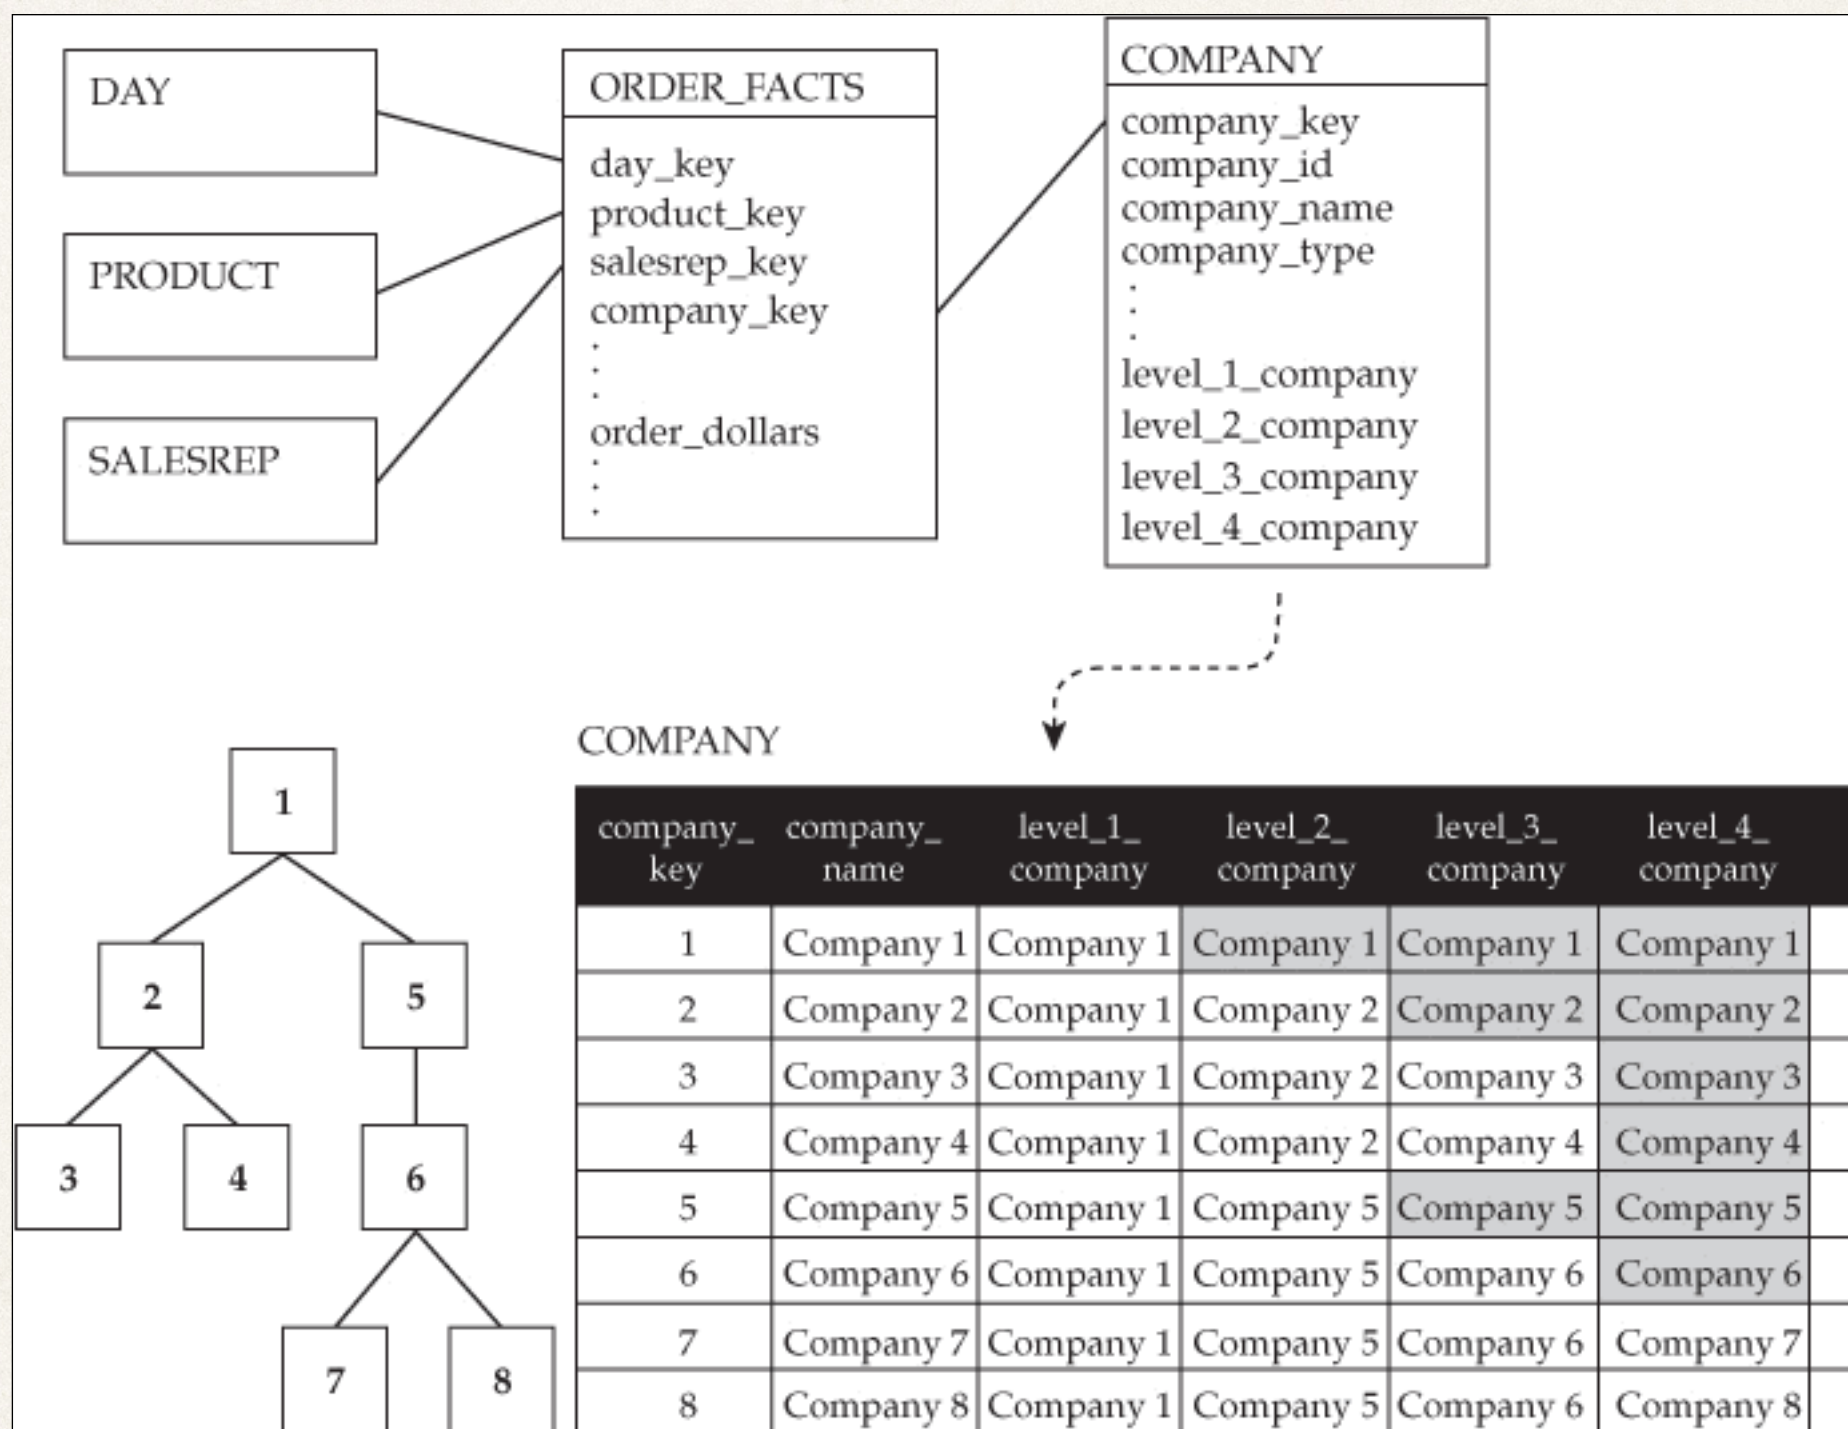 DAY
PRODUCT
SALESREP
ORDER_FACTS
day_key
product_key
salesrep_key
company_key
.
.
.
order_dollars
.
.
.
COMPANY
company_key
company_id
company_name
company_type
.
.
.
level_1_company
level_2_company
level_3_company
level_4_company
1
2
5
3
4
6
7
8
COMPANY
company_ company_ level_1_ level_2_ level_3_ level_4_
key name company company company company
1 Company 1 Company 1 Company 1 Company 1 Company 1
2 Company 2 Company 1 Company 2 Company 2 Company 2
3 Company 3 Company 1 Company 2 Company 3 Company 3
4 Company 4 Company 1 Company 2 Company 4 Company 4
5 Company 5 Company 1 Company 5 Company 5 Company 5
6 Company 6 Company 1 Company 5 Company 6 Company 6
7 Company 7 Company 1 Company 5 Company 6 Company 7
8 Company 8 Company 1 Company 5 Company 6 Company 8